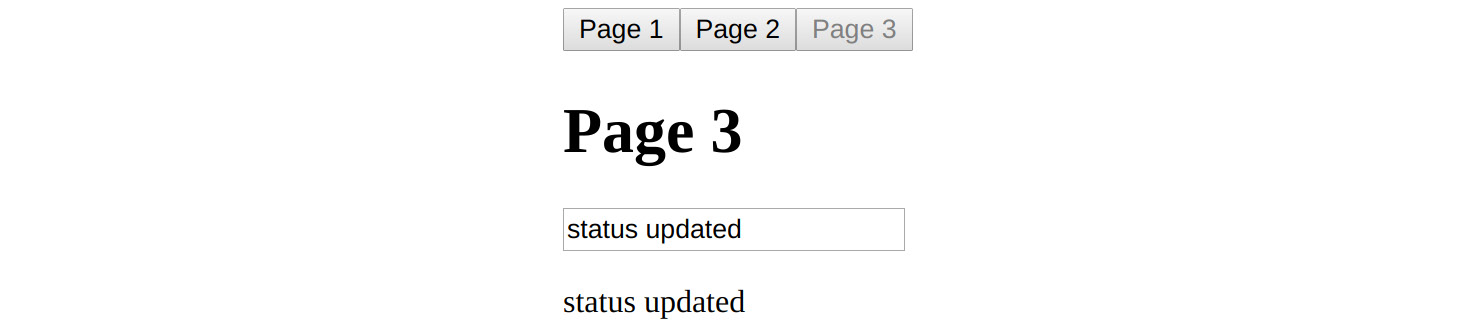 Page 1 Page 2 Page 3
Page 3
status updated
status updated